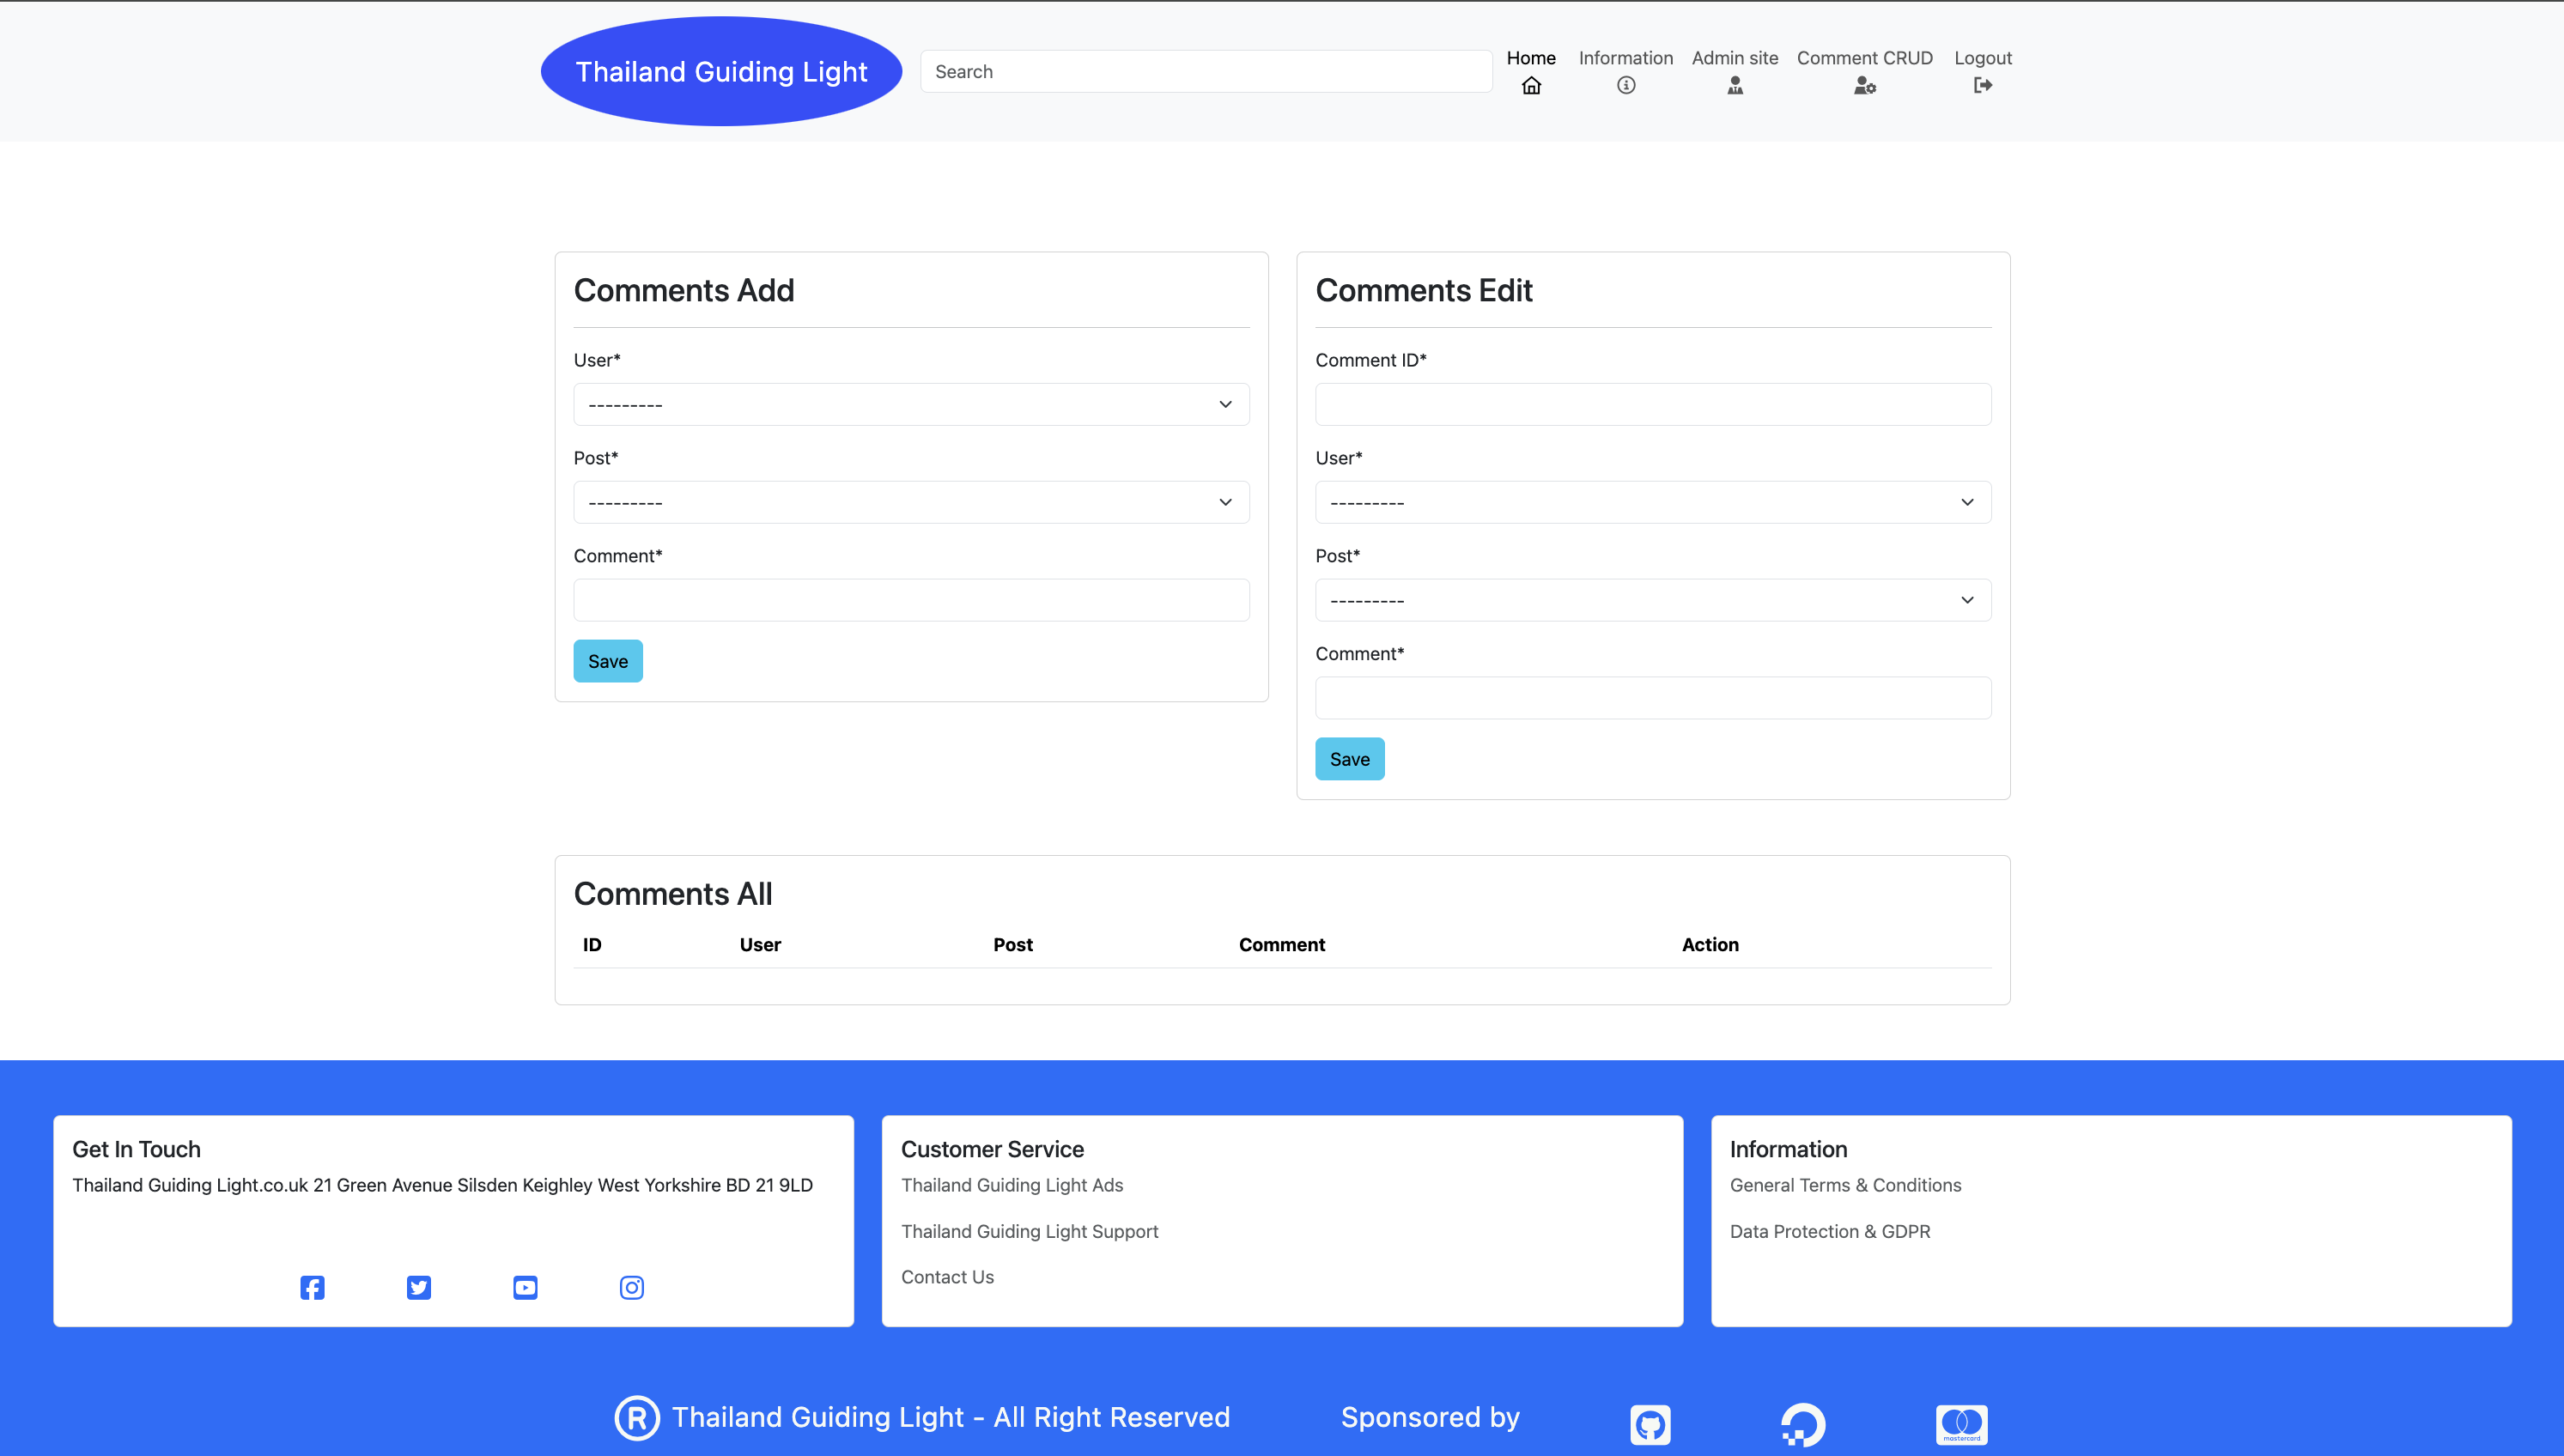 Thailand Guiding Light
Search
Home
Information
Admin site
Comment CRUD
Logout
Comments Add
User*
---------
Post*
---------
Comment*
Save
Comments Edit
Comment ID*
User*
---------
Post*
---------
Comment*
Save
Comments All
ID User Post Comment Action
Get In Touch
Thailand Guiding Light.co.uk 21 Green Avenue Silsden Keighley West Yorkshire BD 21 9LD
Customer Service
Thailand Guiding Light Ads
Thailand Guiding Light Support
Contact Us
Information
General Terms & Conditions
Data Protection & GDPR
® Thailand Guiding Light - All Right Reserved
Sponsored by
mastercard